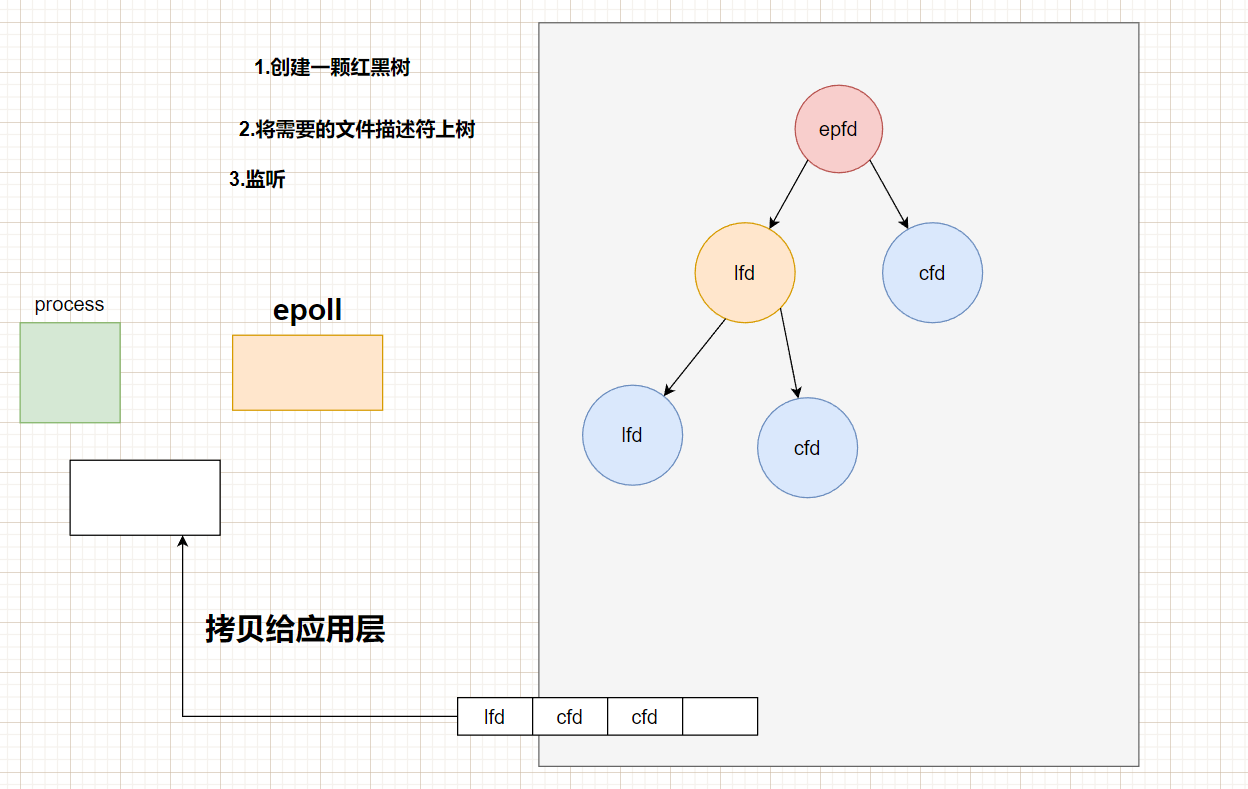 1.创建一颗红黑树
2.将需要的文件描述符上树
3.监听
epfd
lfd
cfd
process
epoll
lfd
cfd
拷贝给应用层
lfd cfd cfd